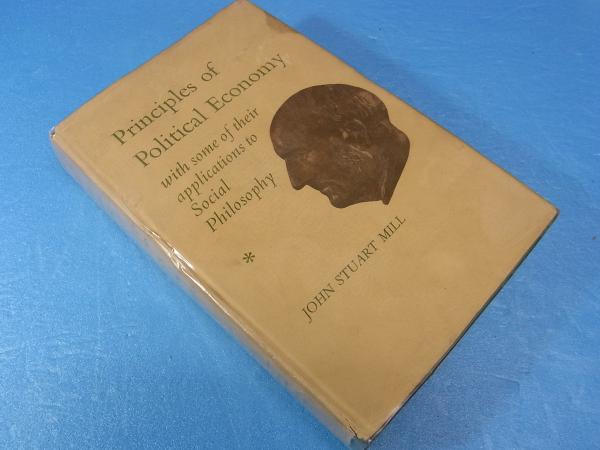 Principles of
Political Economy
with some of their
applications to
Social
Philosophy
*
JOHN STUART MILL